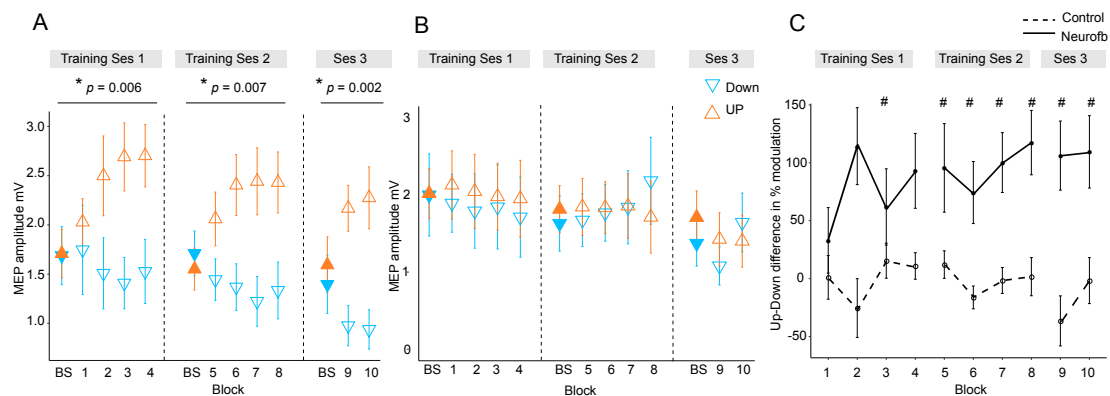 A
B
C
Control
Neurofb
Training Ses 1
Training Ses 2
Ses 3
Training Ses 1
Training Ses 2
Ses 3
Training Ses 1
Training Ses 2
Ses 3
* p = 0.006
* p = 0.007
* p = 0.002
Down
UP
# # # # # # #
MEP amplitude mV
3.0
2.5
2.0
1.5
1.0
BS 1 2 3 4 BS 5 6 7 8 BS 9 10
Block
MEP amplitude mV
3
2
1
0
BS 1 2 3 4 BS 5 6 7 8 BS 9 10
Block
Up-Down difference in % modulation
150
100
50
0
-50
1 2 3 4 5 6 7 8 9 10
Block